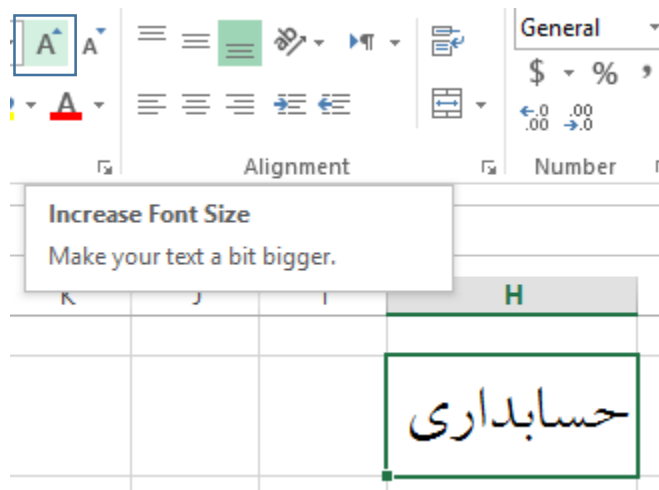 General
$ %
Alignment
Number
Increase Font Size
Make your text a bit bigger.
H
حسابداری